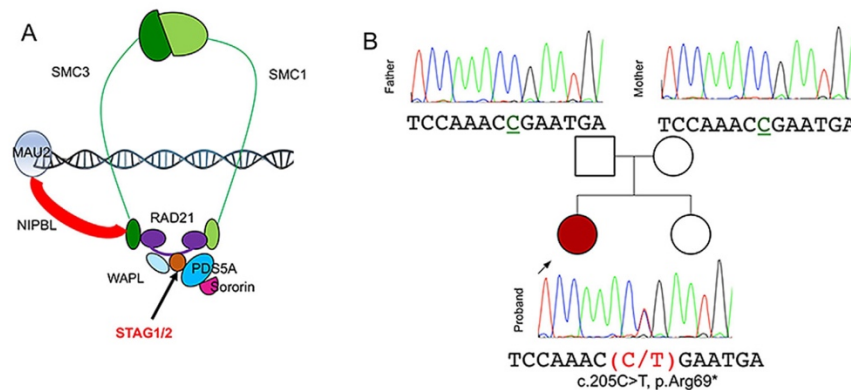 A
SMC3
SMC1
MAU2
NIPBL
RAD21
WAPL
PDS5A
Sororin
STAG1/2
B
Father
TCCAAACCGAATGA
Mother
TCCAAACCGAATGA
Proband
TCCAAAC(C/T)GAATGA
c.205C>T, p.Arg69*